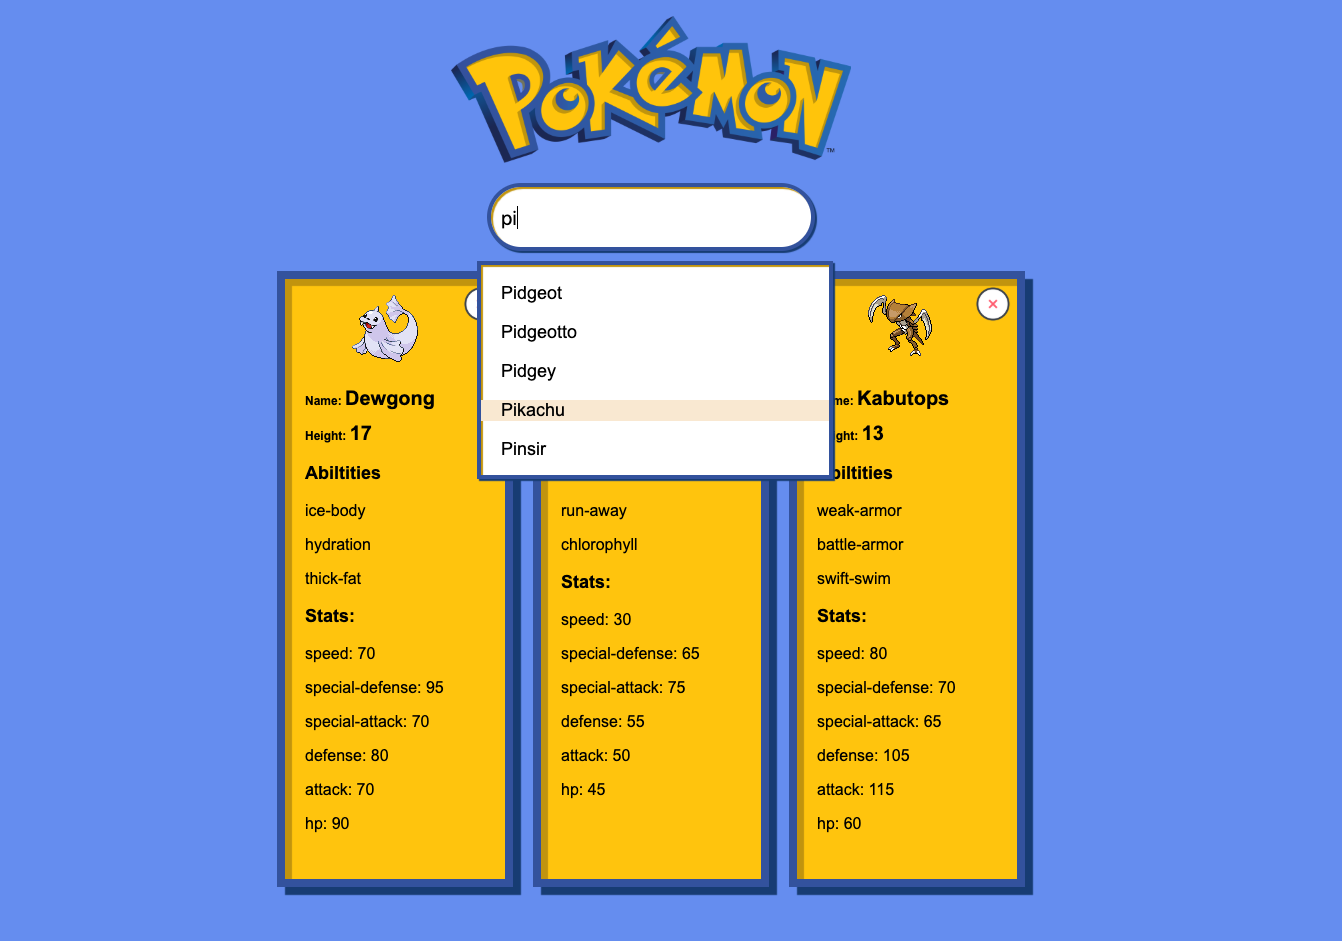 POKéMON
TM
pi
Pidgeot
Pidgeotto
Pidgey
Pikachu
Pinsir
Name: Dewgong
Height: 17
Abiltities
ice-body
hydration
thick-fat
Stats:
speed: 70
special-defense: 95
special-attack: 70
defense: 80
attack: 70
hp: 90
run-away
chlorophyll
Stats:
speed: 30
special-defense: 65
special-attack: 75
defense: 55
attack: 50
hp: 45
me: Kabutops
ght: 13
biltities
weak-armor
battle-armor
swift-swim
Stats:
speed: 80
special-defense: 70
special-attack: 65
defense: 105
attack: 115
hp: 60